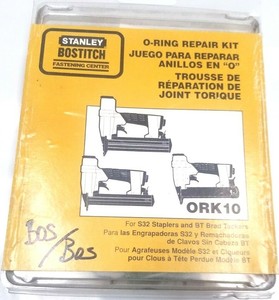 STANLEY
BOSTITCH
FASTENING CENTER
O-RING REPAIR KIT
JUEGO PARA REPARAR
ANILLOS EN "O"
TROUSSE DE
RÉPARATION DE
JOINT TORIQUE
ORK10
For S32 Staplers and BT Brad Tackers
Para las Engrapadoras S32 y Remachadoras
de Clavos Sin Cabeza BT
Pour Agrafeuses Modèle S32 et Cloueurs
pour Clous à Tête Perdue Modèle BT
BOS/BOS